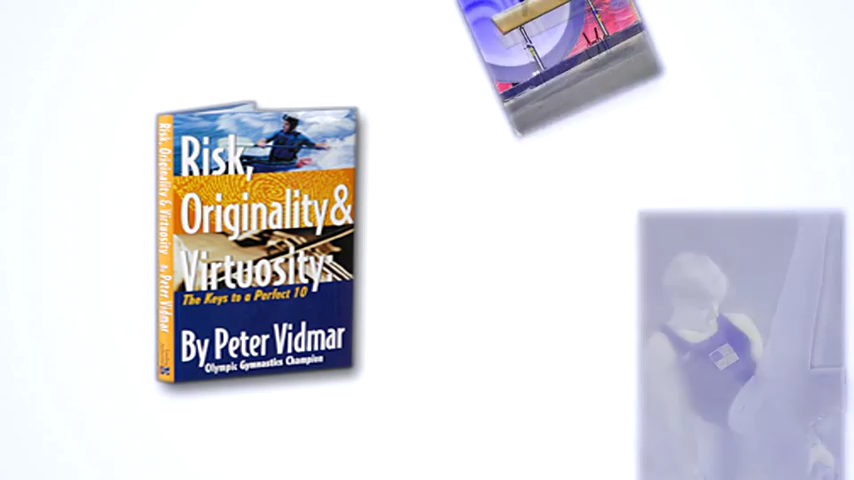 Risk,
Originality &
Virtuosity:
The Keys to a Perfect 10
By Peter Vidmar
Olympic Gymnastics Champion
Risk, Originality & Virtuosity By Peter Vidmar